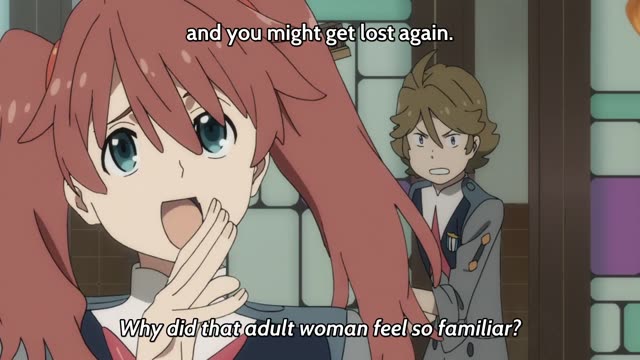 and you might get lost again.
Why did that adult woman feel so familiar?